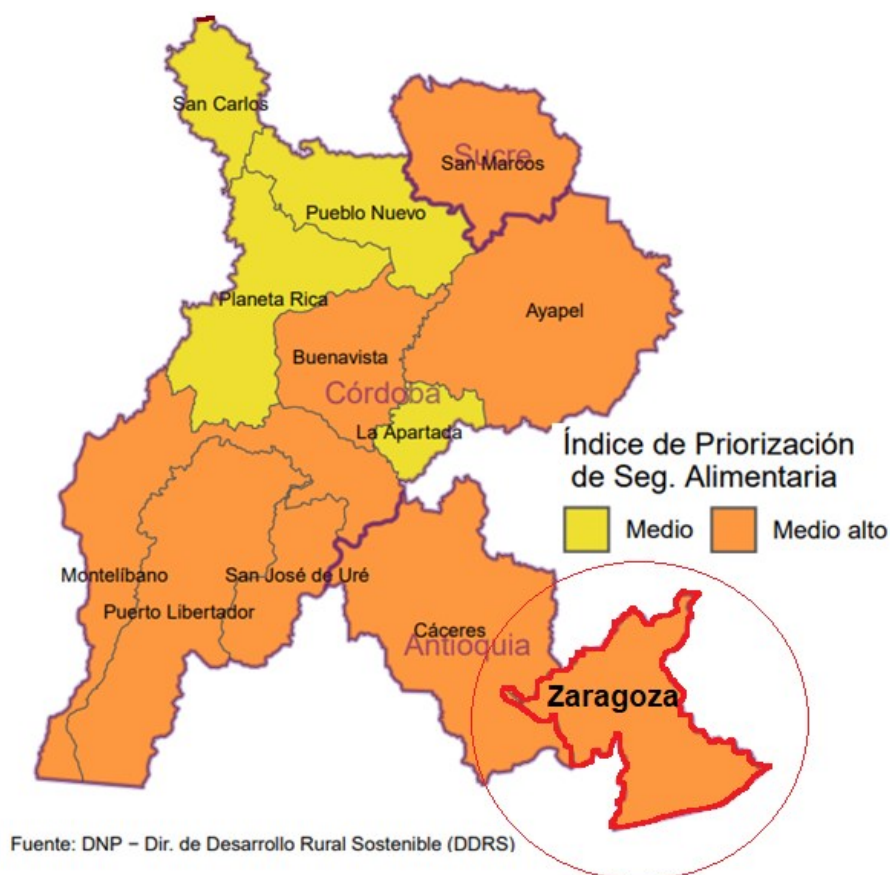 San Carlos
Sucre
San Marcos
Pueblo Nuevo
Planeta Rica
Ayapel
Buenavista
Córdoba
La Apartada
Índice de Priorización
de Seg. Alimentaria
Medio
Medio alto
Montelíbano
San José de Uré
Puerto Libertador
Cáceres
Antioquia
Zaragoza
Fuente: DNP − Dir. de Desarrollo Rural Sostenible (DDRS)